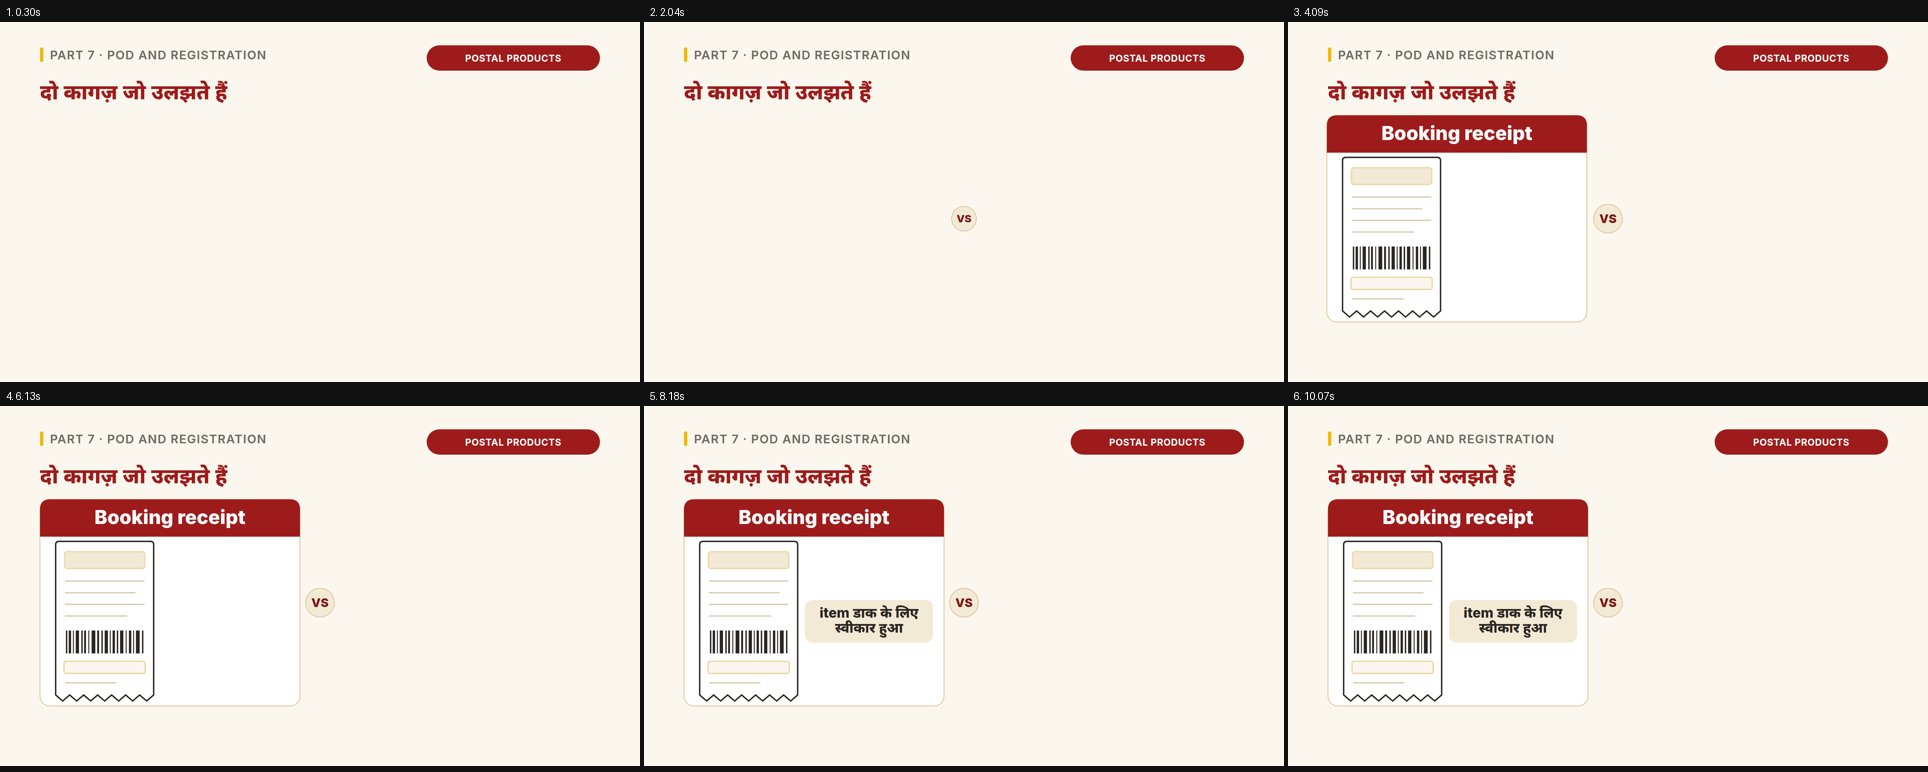 1. 0.30s
PART 7 · POD AND REGISTRATION
POSTAL PRODUCTS
दो कागज़ जो उलझते हैं
2. 2.04s
PART 7 · POD AND REGISTRATION
POSTAL PRODUCTS
दो कागज़ जो उलझते हैं
VS
3. 4.09s
PART 7 · POD AND REGISTRATION
POSTAL PRODUCTS
दो कागज़ जो उलझते हैं
Booking receipt
VS
4. 6.13s
PART 7 · POD AND REGISTRATION
POSTAL PRODUCTS
दो कागज़ जो उलझते हैं
Booking receipt
VS
5. 8.18s
PART 7 · POD AND REGISTRATION
POSTAL PRODUCTS
दो कागज़ जो उलझते हैं
Booking receipt
item डाक के लिए
स्वीकार हुआ
VS
6. 10.07s
PART 7 · POD AND REGISTRATION
POSTAL PRODUCTS
दो कागज़ जो उलझते हैं
Booking receipt
item डाक के लिए
स्वीकार हुआ
VS